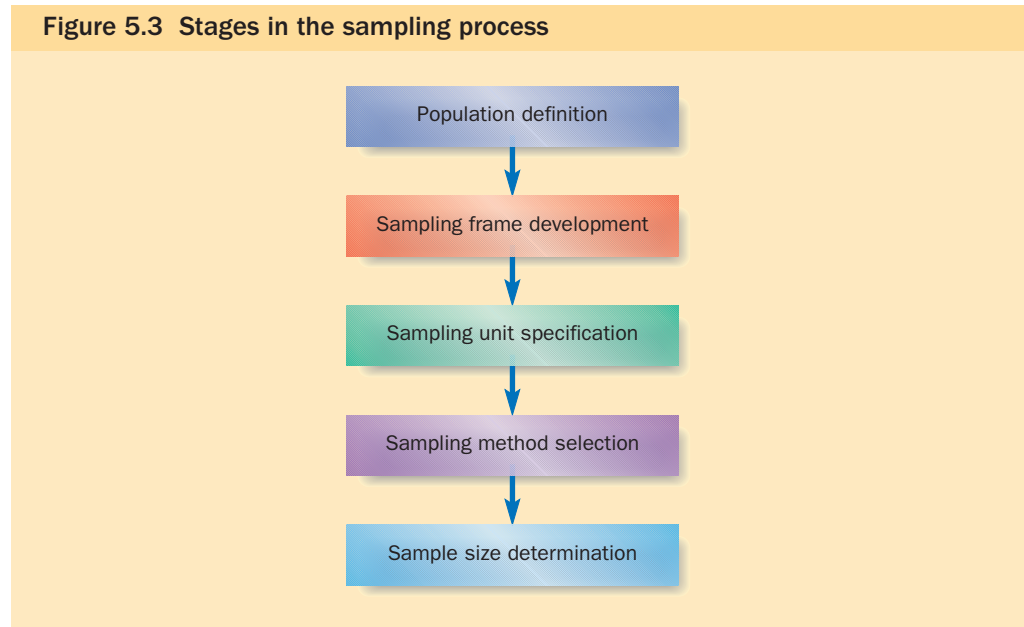 Figure 5.3 Stages in the sampling process
Population definition
Sampling frame development
Sampling unit specification
Sampling method selection
Sample size determination